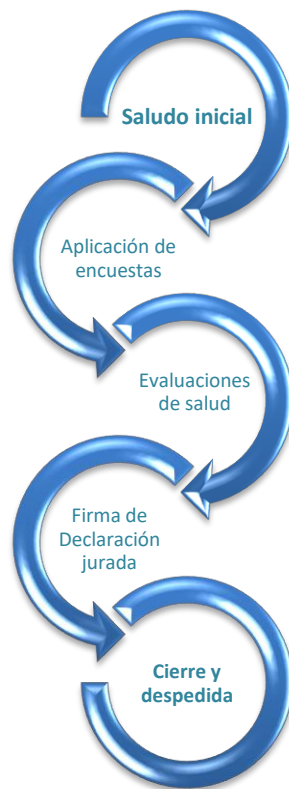 Saludo inicial
Aplicación de
encuestas
Evaluaciones
de salud
Firma de
Declaración
jurada
Cierre y
despedida